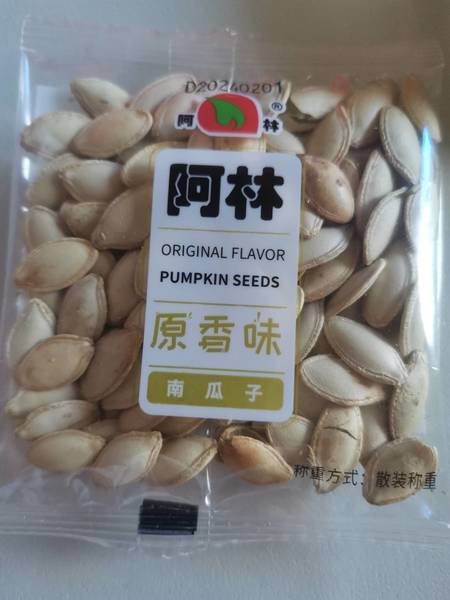 D20240201
阿 林 ®
阿林
ORIGINAL FLAVOR
PUMPKIN SEEDS
原香味
南瓜子
称重方式：散装称重